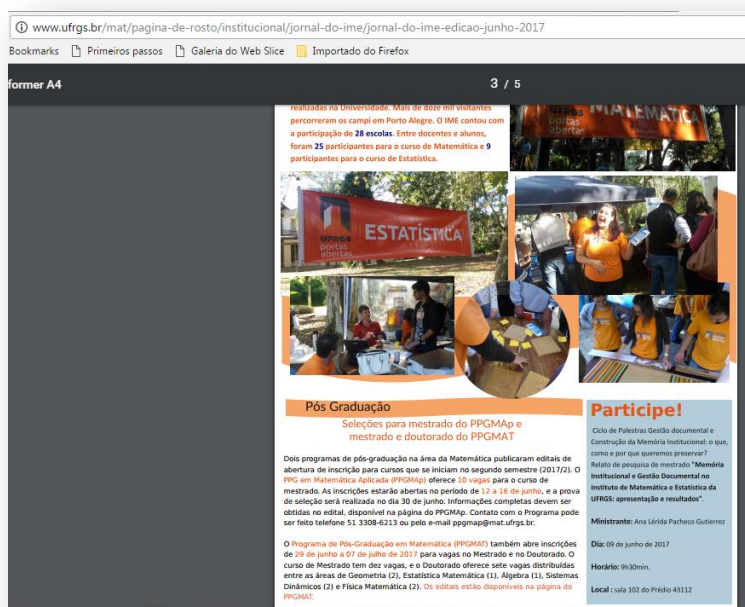 www.ufrgs.br/mat/pagina-de-rosto/institucional/jornal-do-ime/jornal-do-ime-edicao-junho-2017
Bookmarks Primeiros passos Galeria do Web Slice Importado do Firefox
former A4
3 / 5
realizadas na Universidade. Mais de doze mil visitantes
percorreram os campi em Porto Alegre. O IME contou com
a participação de 28 escolas. Entre docentes e alunos,
foram 25 participantes para o curso de Matemática e 9
participantes para o curso de Estatística.
MATEMÁTICA
UFRGS
portas
abertas
ESTATÍSTICA
UFRGS
portas
abertas
Pós Graduação
Seleções para mestrado do PPGMAp e
mestrado e doutorado do PPGMAT
Dois programas de pós-graduação na área da Matemática publicaram editais de
abertura de inscrição para cursos que se iniciam no segundo semestre (2017/2). O
PPG em Matemática Aplicada (PPGMAp) oferece 10 vagas para o curso de
mestrado. As inscrições estarão abertas no período de 12 a 16 de junho, e a prova
de seleção será realizada no dia 30 de junho. Informações completas devem ser
obtidas no edital, disponível na página do PPGMAp. Contato com o Programa pode
ser feito telefone 51 3308-6213 ou pelo e-mail ppgmap@mat.ufrgs.br.
O Programa de Pós-Graduação em Matemática (PPGMAT) também abre inscrições
de 29 de junho a 07 de julho de 2017 para vagas no Mestrado e no Doutorado. O
curso de Mestrado tem dez vagas, e o Doutorado oferece sete vagas distribuídas
entre as áreas de Geometria (2), Estatística Matemática (1), Álgebra (1), Sistemas
Dinâmicos (2) e Física Matemática (2). Os editais estão disponíveis na página do
PPGMAT.
Participe!
Ciclo de Palestras Gestão documental e
Construção da Memória Institucional: o que,
como e por que queremos preservar?
Relato de pesquisa de mestrado "Memória
Institucional e Gestão Documental no
Instituto de Matemática e Estatística da
UFRGS: apresentação e resultados".
Ministrante: Ana Lérida Pacheco Gutierrez
Dia: 09 de junho de 2017
Horário: 9h30min.
Local : sala 102 do Prédio 43112